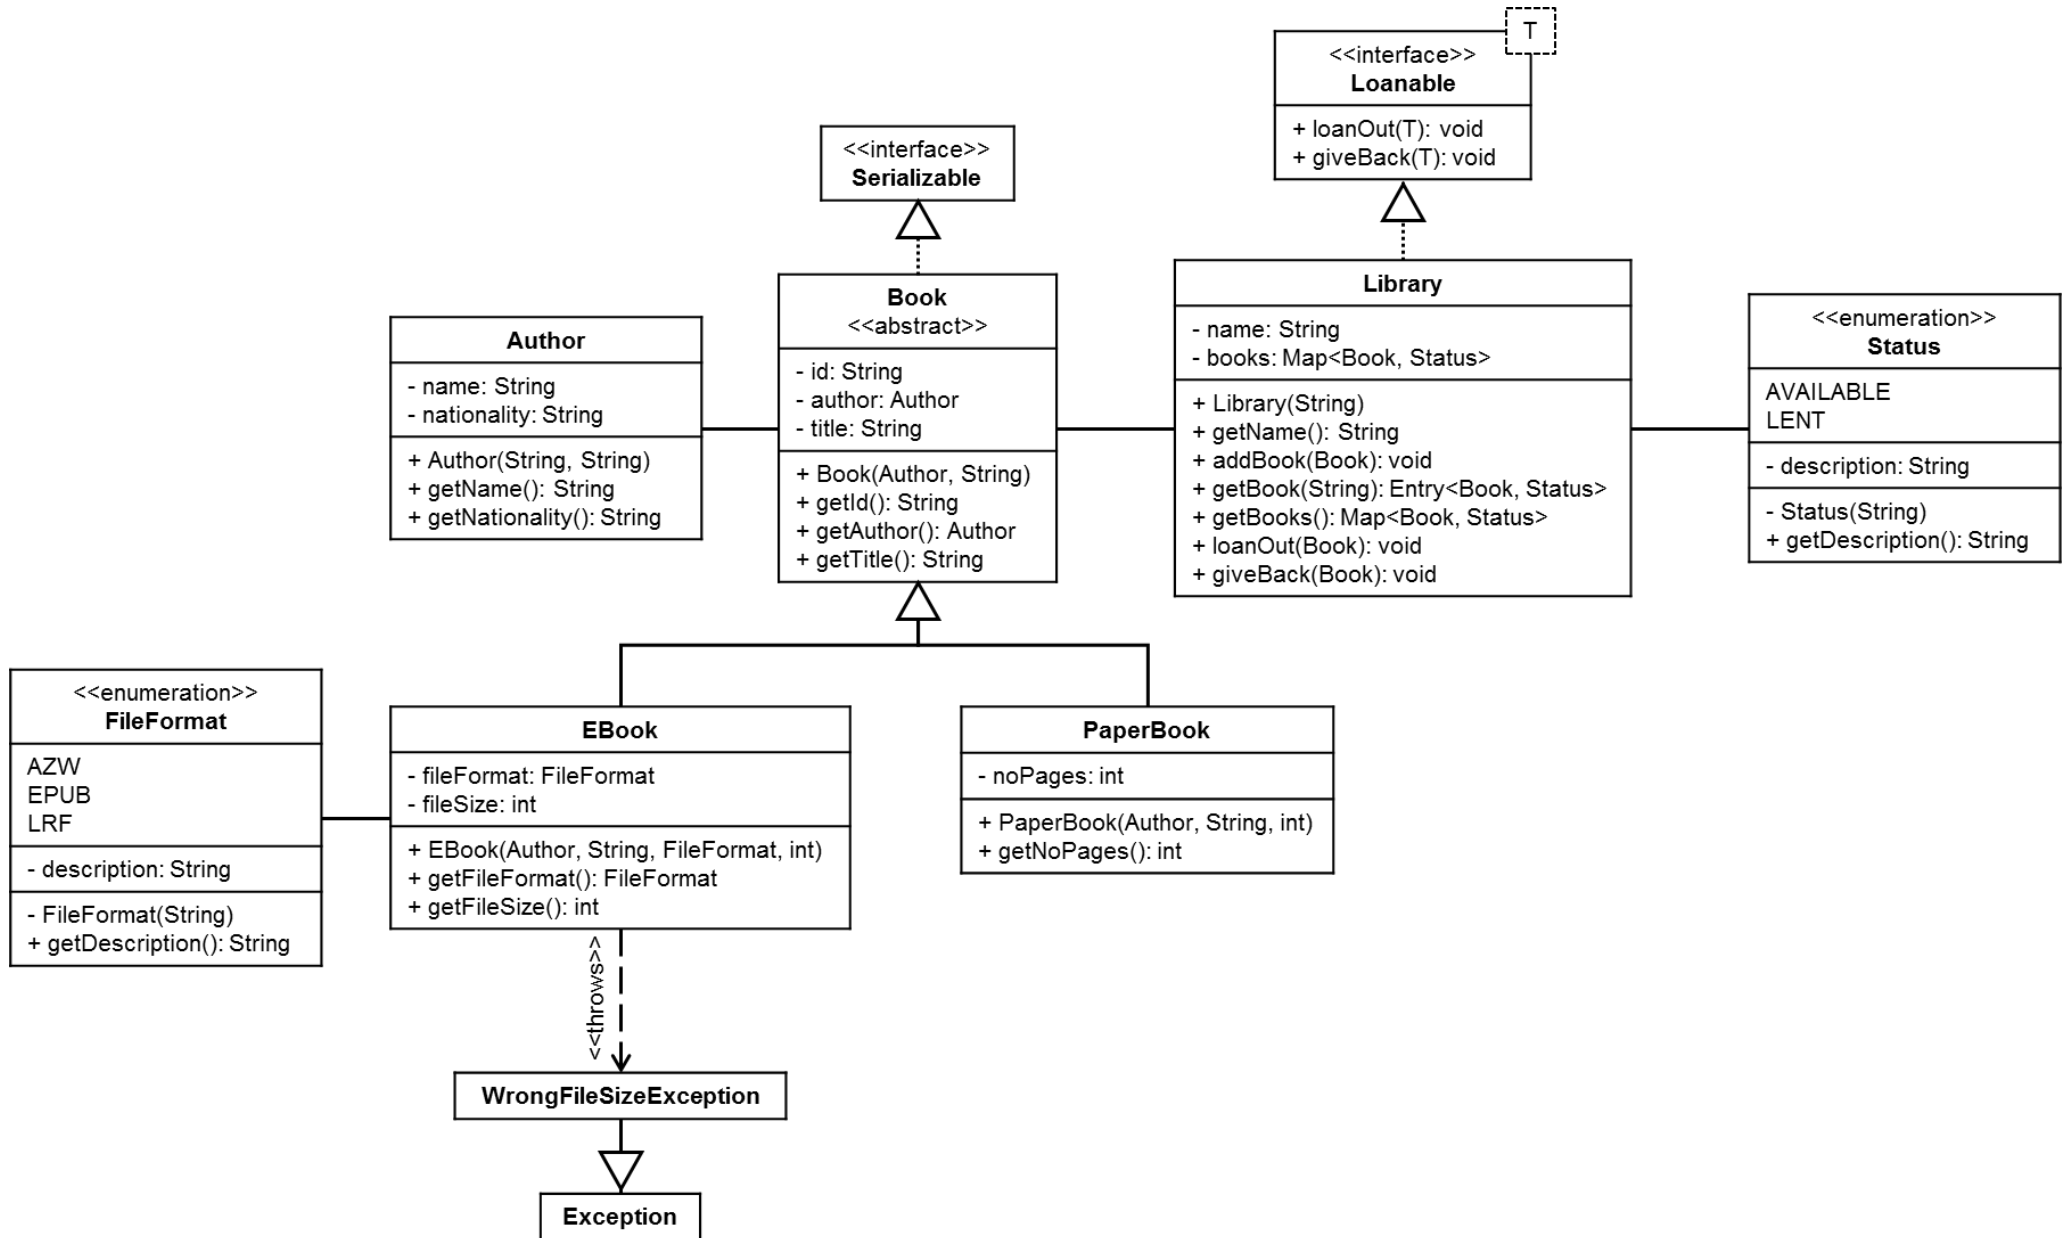 T
<<interface>>
Loanable
+ loanOut(T): void
+ giveBack(T): void
<<interface>>
Serializable
Book
<<abstract>>
- id: String
- author: Author
- title: String
+ Book(Author, String)
+ getId(): String
+ getAuthor(): Author
+ getTitle(): String
Library
- name: String
- books: Map<Book, Status>
+ Library(String)
+ getName(): String
+ addBook(Book): void
+ getBook(String): Entry<Book, Status>
+ getBooks(): Map<Book, Status>
+ loanOut(Book): void
+ giveBack(Book): void
<<enumeration>>
Status
AVAILABLE
LENT
- description: String
- Status(String)
+ getDescription(): String
Author
- name: String
- nationality: String
+ Author(String, String)
+ getName(): String
+ getNationality(): String
<<enumeration>>
FileFormat
AZW
EPUB
LRF
- description: String
- FileFormat(String)
+ getDescription(): String
EBook
- fileFormat: FileFormat
- fileSize: int
+ EBook(Author, String, FileFormat, int)
+ getFileFormat(): FileFormat
+ getFileSize(): int
PaperBook
- noPages: int
+ PaperBook(Author, String, int)
+ getNoPages(): int
<<throws>>
WrongFileSizeException
Exception